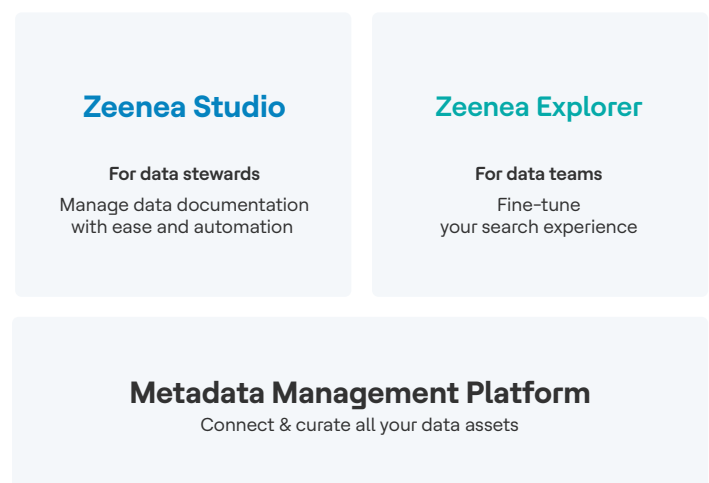 Zeenea Studio
For data stewards
Manage data documentation
with ease and automation
Zeenea Explorer
For data teams
Fine-tune
your search experience
Metadata Management Platform
Connect & curate all your data assets